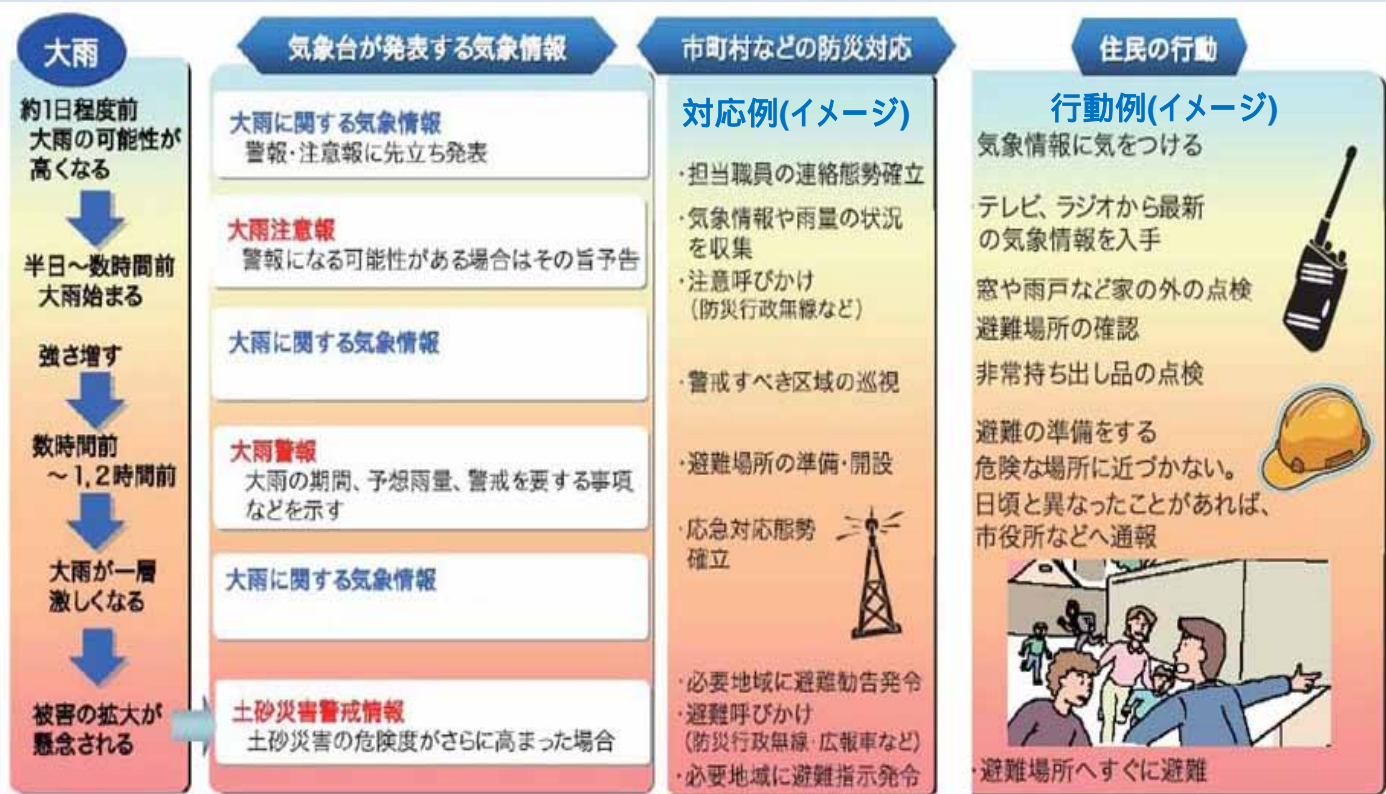 大雨
約1日程度前
大雨の可能性が
高くなる
半日～数時間前
大雨始まる
強さ増す
数時間前
～1,2時間前
大雨が一層
激しくなる
被害の拡大が
懸念される
気象台が発表する気象情報
大雨に関する気象情報
警報・注意報に先立ち発表
大雨注意報
警報になる可能性がある場合はその旨予告
大雨に関する気象情報
大雨警報
大雨の期間、予想雨量、警戒を要する事項
などを示す
大雨に関する気象情報
土砂災害警戒情報
土砂災害の危険度がさらに高まった場合
市町村などの防災対応
対応例(イメージ)
・担当職員の連絡態勢確立
・気象情報や雨量の状況
を収集
・注意呼びかけ
（防災行政無線など）
・警戒すべき区域の巡視
・避難場所の準備・開設
・応急対応態勢
確立
・必要地域に避難勧告発令
・避難呼びかけ
(防災行政無線・広報車など)
・必要地域に避難指示発令
住民の行動
行動例(イメージ)
気象情報に気をつける
・テレビ、ラジオから最新
の気象情報を入手
窓や雨戸など家の外の点検
避難場所の確認
非常持ち出し品の点検
避難の準備をする
危険な場所に近づかない。
日頃と異なったことがあれば、
市役所などへ通報
・避難場所へすぐに避難